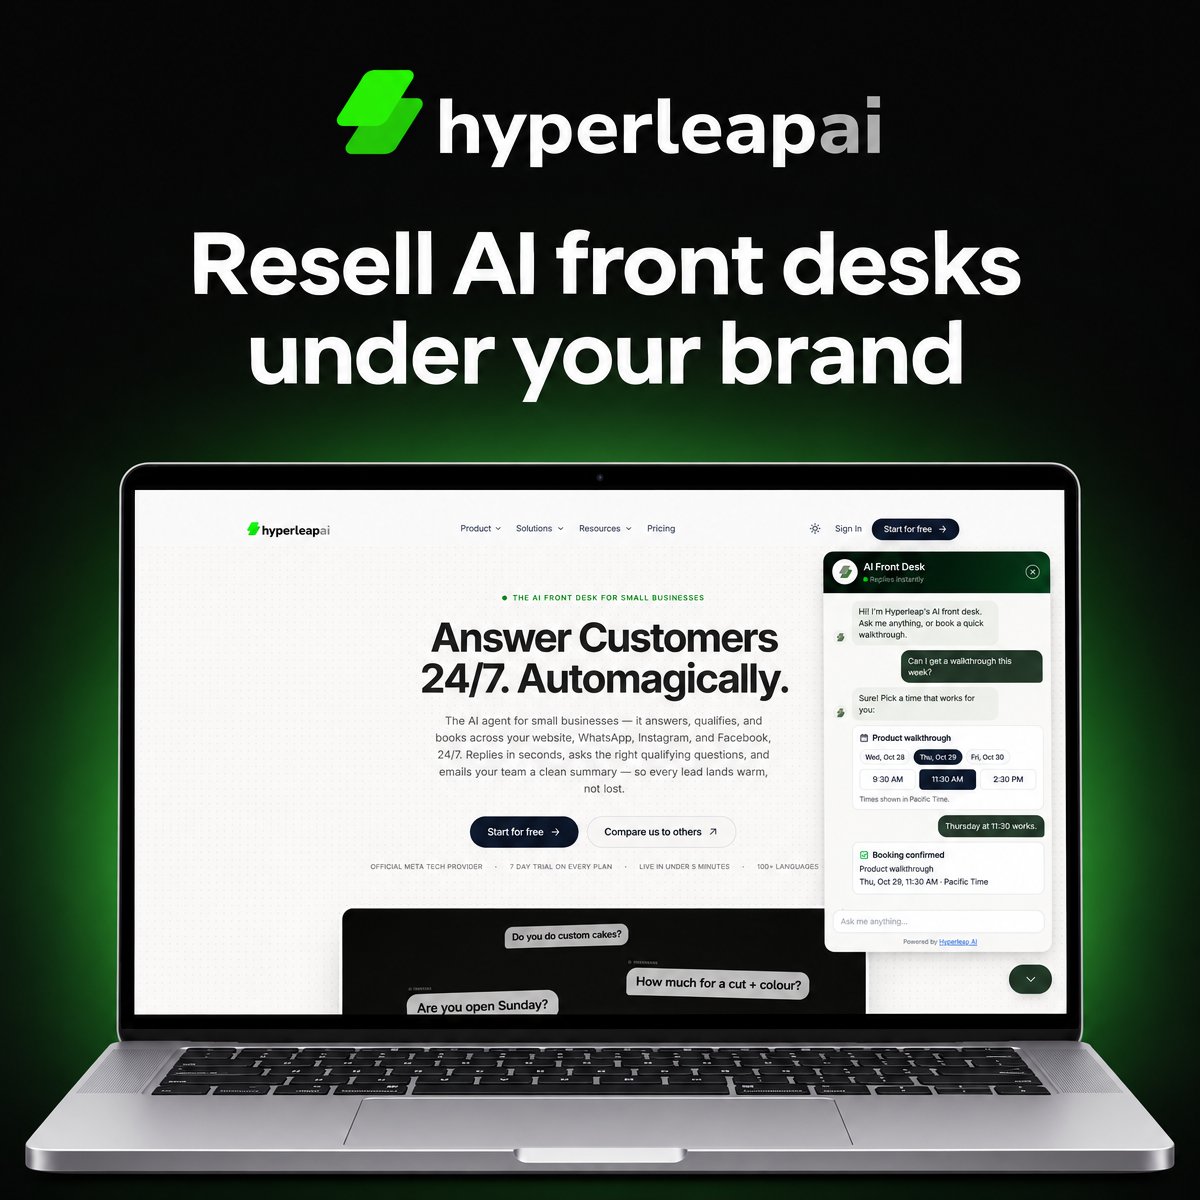 hyperleapai
Resell AI front desks
under your brand
hyperleapai
Product
Solutions
Resources
Pricing
Sign In
Start for free
THE AI FRONT DESK FOR SMALL BUSINESSES
Answer Customers
24/7. Automagically.
The AI agent for small businesses — it answers, qualifies, and
books across your website, WhatsApp, Instagram, and Facebook,
24/7. Replies in seconds, asks the right qualifying questions, and
emails your team a clean summary — so every lead lands warm,
not lost.
Start for free
Compare us to others
OFFICIAL META TECH PROVIDER · 7 DAY TRIAL ON EVERY PLAN · LIVE IN UNDER 5 MINUTES · 100+ LANGUAGES
Do you do custom cakes?
How much for a cut + colour?
Are you open Sunday?
AI Front Desk
Replies instantly
Hi! I'm Hyperleap's AI front desk.
Ask me anything, or book a quick
walkthrough.
Can I get a walkthrough this
week?
Sure! Pick a time that works for
you:
Product walkthrough
Wed, Oct 28
Thu, Oct 29
Fri, Oct 30
9:30 AM
11:30 AM
2:30 PM
Times shown in Pacific Time.
Thursday at 11:30 works.
Booking confirmed
Product walkthrough
Thu, Oct 29, 11:30 AM · Pacific Time
Ask me anything...
Powered by Hyperleap AI